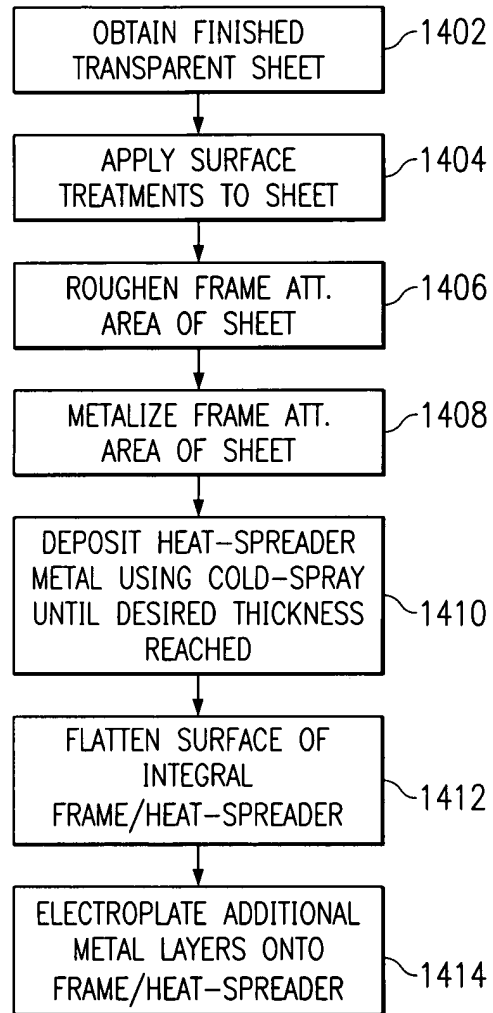 OBTAIN FINISHED
TRANSPARENT SHEET
1402
APPLY SURFACE
TREATMENTS TO SHEET
1404
ROUGHEN FRAME ATT.
AREA OF SHEET
1406
METALIZE FRAME ATT.
AREA OF SHEET
1408
DEPOSIT HEAT-SPREADER
METAL USING COLD-SPRAY
UNTIL DESIRED THICKNESS
REACHED
1410
FLATTEN SURFACE OF
INTEGRAL
FRAME/HEAT-SPREADER
1412
ELECTROPLATE ADDITIONAL
METAL LAYERS ONTO
FRAME/HEAT-SPREADER
1414